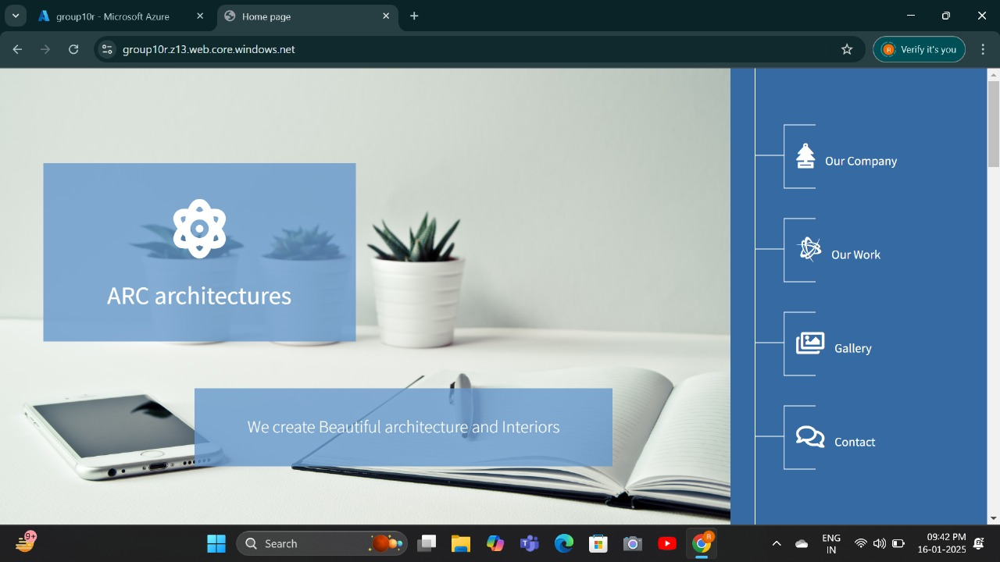 group10r - Microsoft Azure
Home page
group10r.z13.web.core.windows.net
R
Verify it's you
ARC architectures
We create Beautiful architecture and Interiors
Our Company
Our Work
Gallery
Contact
9+
Search
R
ENG
IN
09:42 PM
16-01-2025